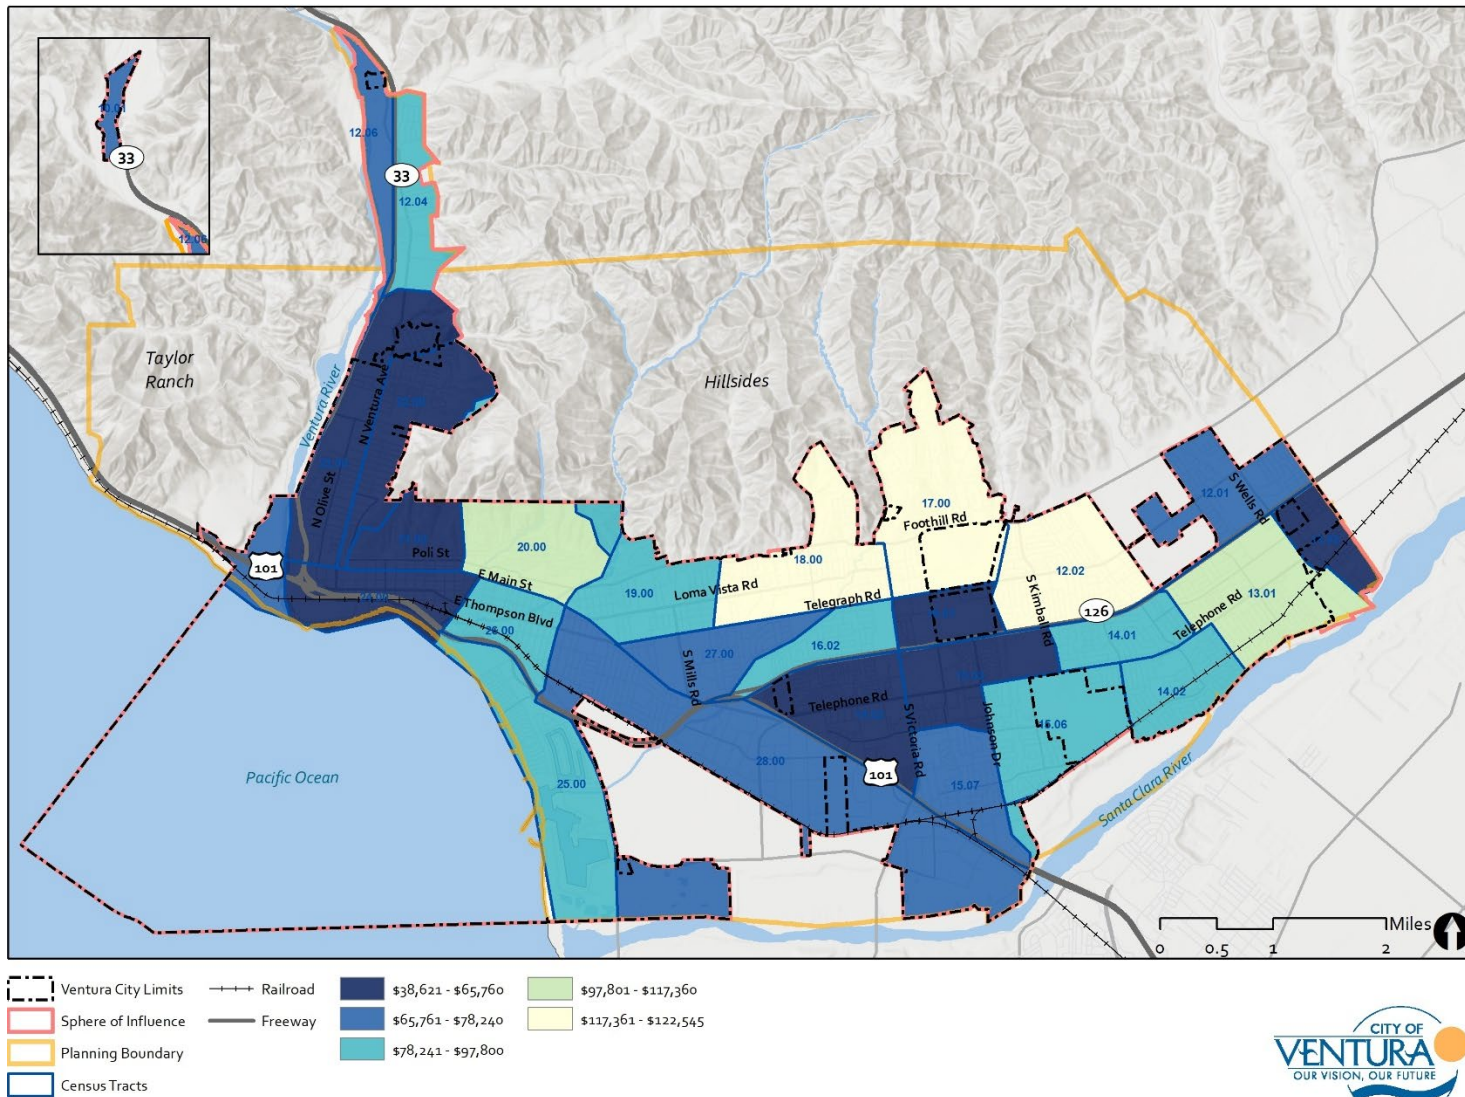 10.01
33
12.06
12.06
33
12.04
Taylor
Ranch
Ventura River
N Ventura Ave
N Olive St
Hillsides
101
Poli St
20.00
E Main St
E Thompson Blvd
26.00
19.00
Loma Vista Rd
18.00
Telegraph Rd
17.00
Foothill Rd
12.02
S Kimball Rd
126
12.01
S Wells Rd
13.01
Telephone Rd
14.01
14.02
16.02
27.00
S Mills Rd
Telephone Rd
S Victoria Rd
Johnson Dr
15.06
28.00
101
15.07
25.00
Pacific Ocean
Santa Clara River
Miles
0 0.5 1 2
Ventura City Limits
Sphere of Influence
Planning Boundary
Census Tracts
Railroad
Freeway
$38,621 - $65,760
$65,761 - $78,240
$78,241 - $97,800
$97,801 - $117,360
$117,361 - $122,545
CITY OF
VENTURA
OUR VISION, OUR FUTURE